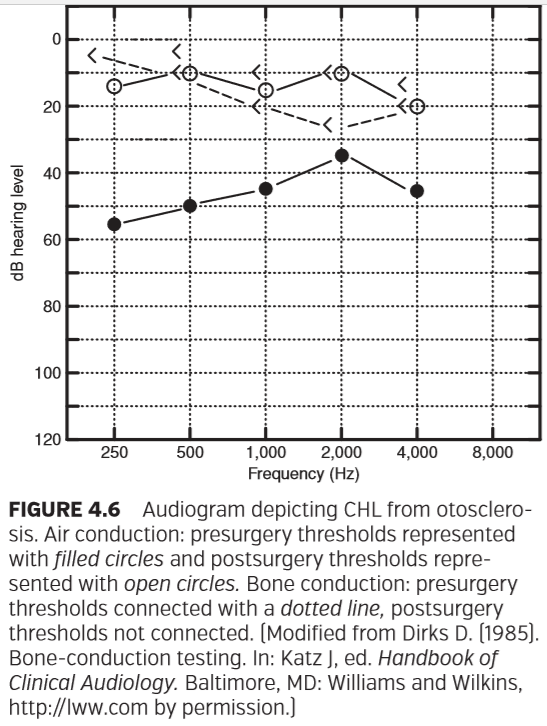 0
20
40
60
80
100
120
dB hearing level
250
500
1,000
2,000
4,000
8,000
Frequency (Hz)
FIGURE 4.6 Audiogram depicting CHL from otosclero-
sis. Air conduction: presurgery thresholds represented
with filled circles and postsurgery thresholds repre-
sented with open circles. Bone conduction: presurgery
thresholds connected with a dotted line, postsurgery
thresholds not connected. (Modified from Dirks D. (1985).
Bone-conduction testing. In: Katz J, ed. Handbook of
Clinical Audiology. Baltimore, MD: Williams and Wilkins,
http://lww.com by permission.)